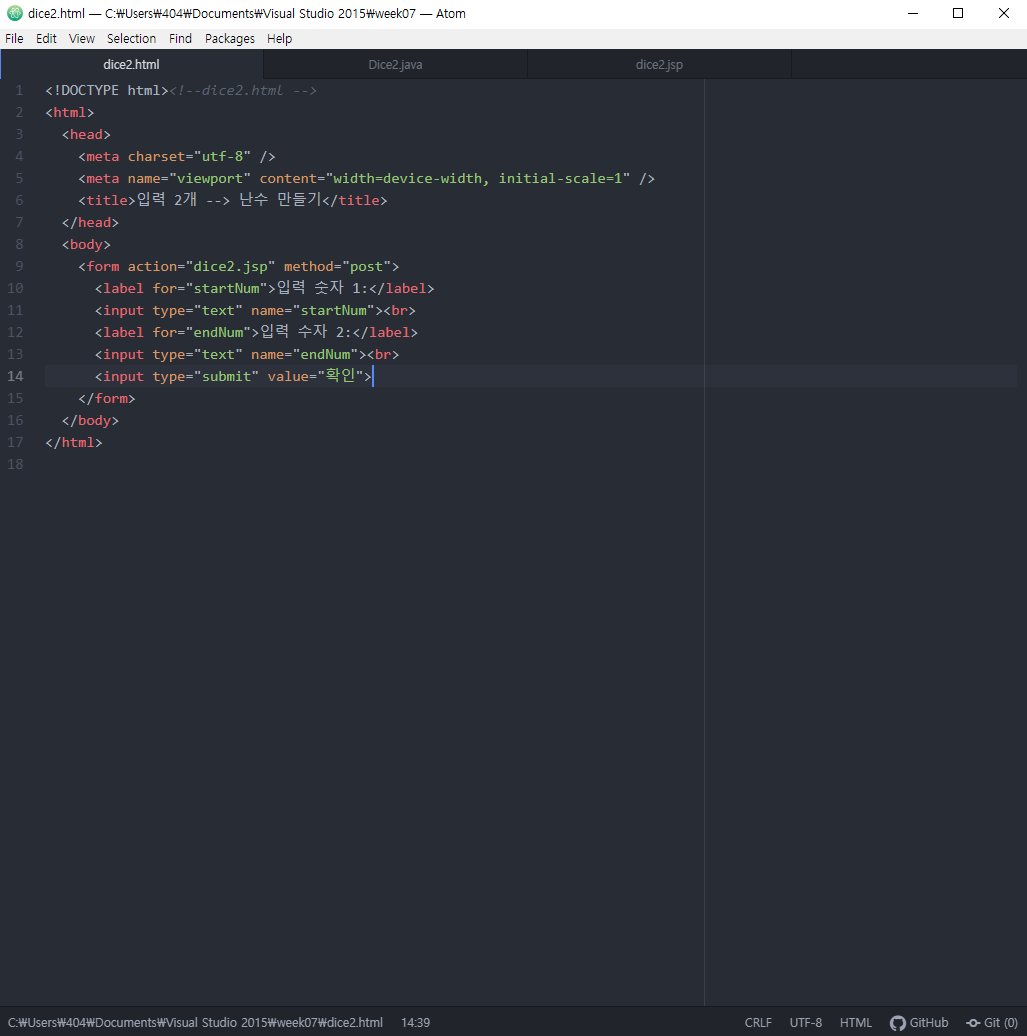 dice2.html — C:₩Users₩404₩Documents₩Visual Studio 2015₩week07 — Atom
File Edit View Selection Find Packages Help
dice2.html Dice2.java dice2.jsp
1 <!DOCTYPE html><!--dice2.html -->
2 <html>
3 <head>
4 <meta charset="utf-8" />
5 <meta name="viewport" content="width=device-width, initial-scale=1" />
6 <title>입력 2개 --> 난수 만들기</title>
7 </head>
8 <body>
9 <form action="dice2.jsp" method="post">
10 <label for="startNum">입력 숫자 1:</label>
11 <input type="text" name="startNum"><br>
12 <label for="endNum">입력 수자 2:</label>
13 <input type="text" name="endNum"><br>
14 <input type="submit" value="확인">
15 </form>
16 </body>
17 </html>
18
C:₩Users₩404₩Documents₩Visual Studio 2015₩week07₩dice2.html 14:39 CRLF UTF-8 HTML GitHub Git (0)